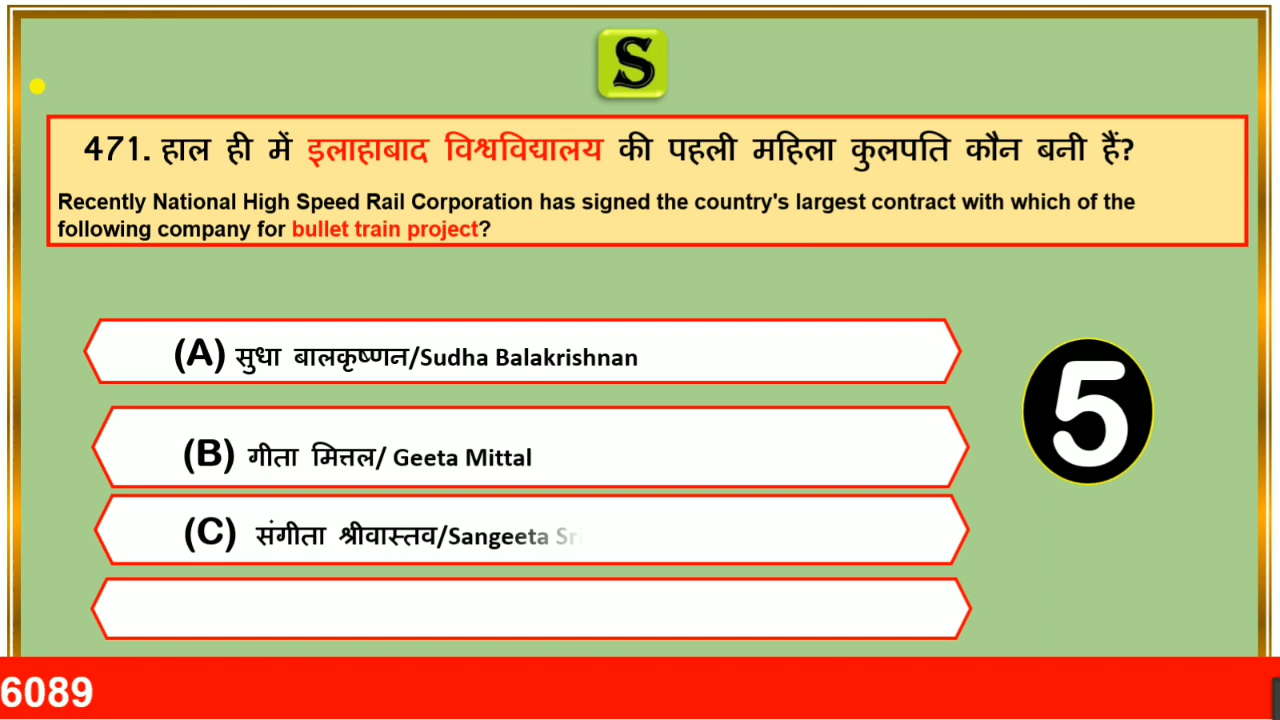 S
471. हाल ही में इलाहाबाद विश्वविद्यालय की पहली महिला कुलपति कौन बनी हैं?
Recently National High Speed Rail Corporation has signed the country's largest contract with which of the
following company for bullet train project?
(A) सुधा बालकृष्णन/Sudha Balakrishnan
(B) गीता मित्तल/ Geeta Mittal
5
(C) संगीता श्रीवास्तव/Sangeeta
6089